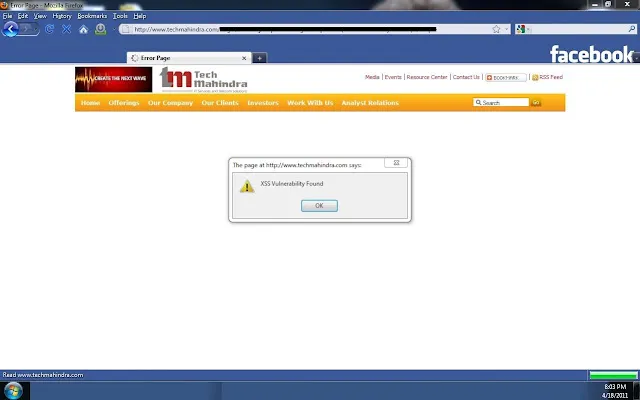 Error Page - Mozilla Firefox
File Edit View History Bookmarks Tools Help
http://www.techmahindra.com/
Error Page
facebook
CREATE THE NEXT WAVE
Tech
Mahindra
Media | Events | Resource Center | Contact Us | BOOKMARK | RSS Feed
Home Offerings Our Company Our Clients Investors Work With Us Analyst Relations
Search
GO
The page at http://www.techmahindra.com says:
XSS Vulnerability Found
OK
Read www.techmahindra.com
8:03 PM
4/18/2011